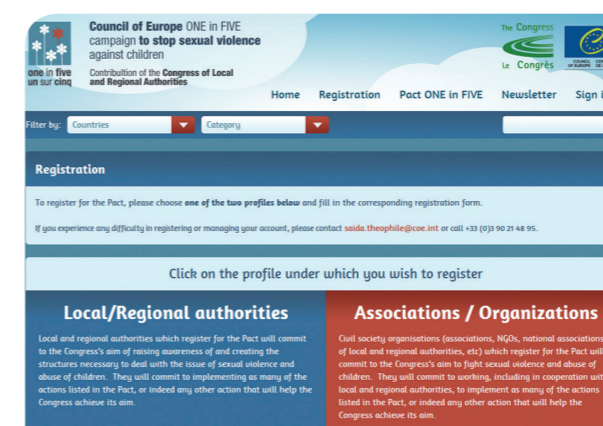 Council of Europe ONE in FIVE
campaign to stop sexual violence
against children
Contribultion of the Congress of Local
and Regional Authorities
one in five
un sur cinq
The Congress
Le Congrès
Home Registration Pact ONE in FIVE Newsletter Sign i
Filter by: Countries Category
Registration
To register for the Pact, please choose one of the two profiles below and fill in the corresponding registration form.
If you experience any difficulty in registering or managing your account, please contact saida.theophile@coe.int or call +33 (0)3 90 21 48 95.
Click on the profile under which you wish to register
Local/Regional authorities
Local and regional authorities which register for the Pact will commit
to the Congress's aim of raising awareness of and creating the
structures necessary to deal with the issue of sexual violence and
abuse of children. They will commit to implementing as many of the
actions listed in the Pact, or indeed any other action that will help the
Congress achieve its aim.
Associations / Organizations
Civil society organisations (associations, NGOs, national associations
of local and regional authorities, etc) which register for the Pact will
commit to the Congress's aim to fight sexual violence and abuse of
children. They will commit to working, including in cooperation wit
local and regional authorities, to implement as many of the actions
listed in the Pact, or indeed any other action that will help the
Congress achieve its aim.